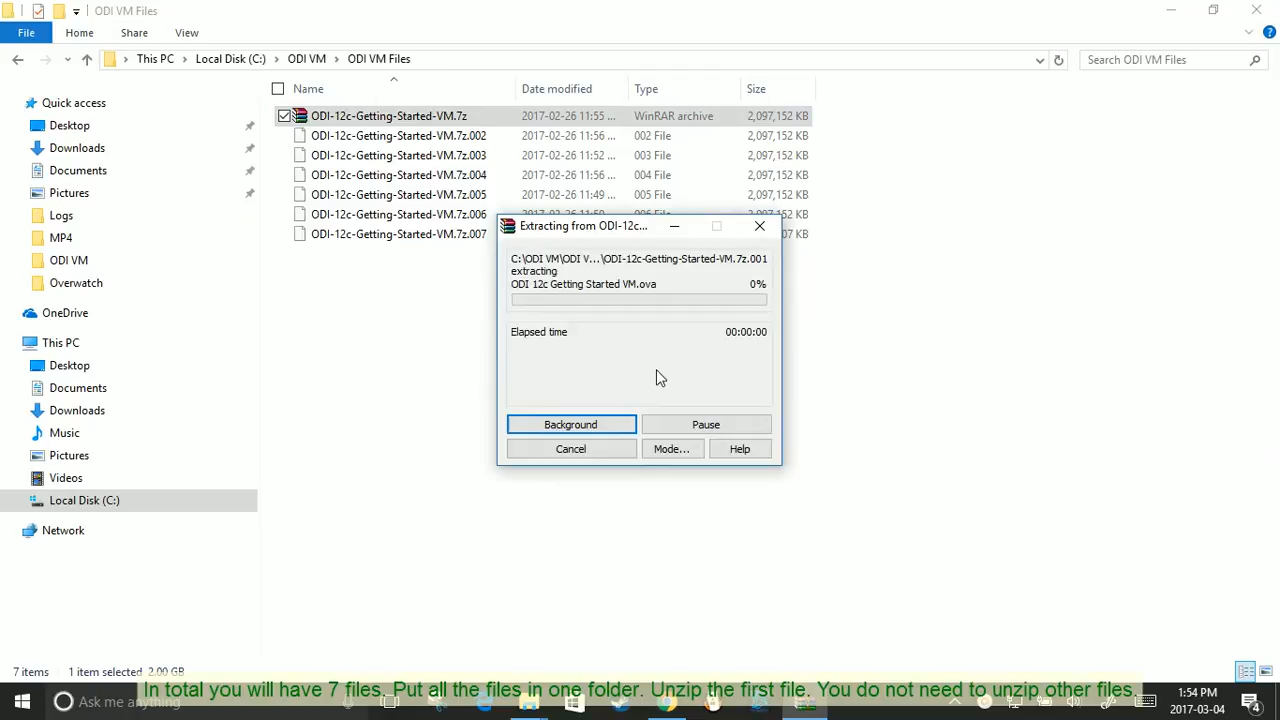 ODI VM Files
File Home Share View
This PC Local Disk (C:) ODI VM ODI VM Files
Search ODI VM Files
Name Date modified Type Size
Quick access
Desktop
Downloads
Documents
Pictures
Logs
MP4
ODI VM
Overwatch
OneDrive
This PC
Desktop
Documents
Downloads
Music
Pictures
Videos
Local Disk (C:)
Network
ODI-12c-Getting-Started-VM.7z 2017-02-26 11:55 ... WinRAR archive 2,097,152 KB
ODI-12c-Getting-Started-VM.7z.002 2017-02-26 11:56 ... 002 File 2,097,152 KB
ODI-12c-Getting-Started-VM.7z.003 2017-02-26 11:52 ... 003 File 2,097,152 KB
ODI-12c-Getting-Started-VM.7z.004 2017-02-26 11:56 ... 004 File 2,097,152 KB
ODI-12c-Getting-Started-VM.7z.005 2017-02-26 11:49 ... 005 File 2,097,152 KB
ODI-12c-Getting-Started-VM.7z.006
ODI-12c-Getting-Started-VM.7z.007
Extracting from ODI-12c...
C:\ODI VM\ODI V...\ODI-12c-Getting-Started-VM.7z.001
extracting
ODI 12c Getting Started VM.ova 0%
Elapsed time 00:00:00
Background Pause
Cancel Mode... Help
7 items 1 item selected 2.00 GB
In total you will have 7 files. Put all the files in one folder. Unzip the first file. You do not need to unzip other files.
Ask me anything
1:54 PM
2017-03-04
4